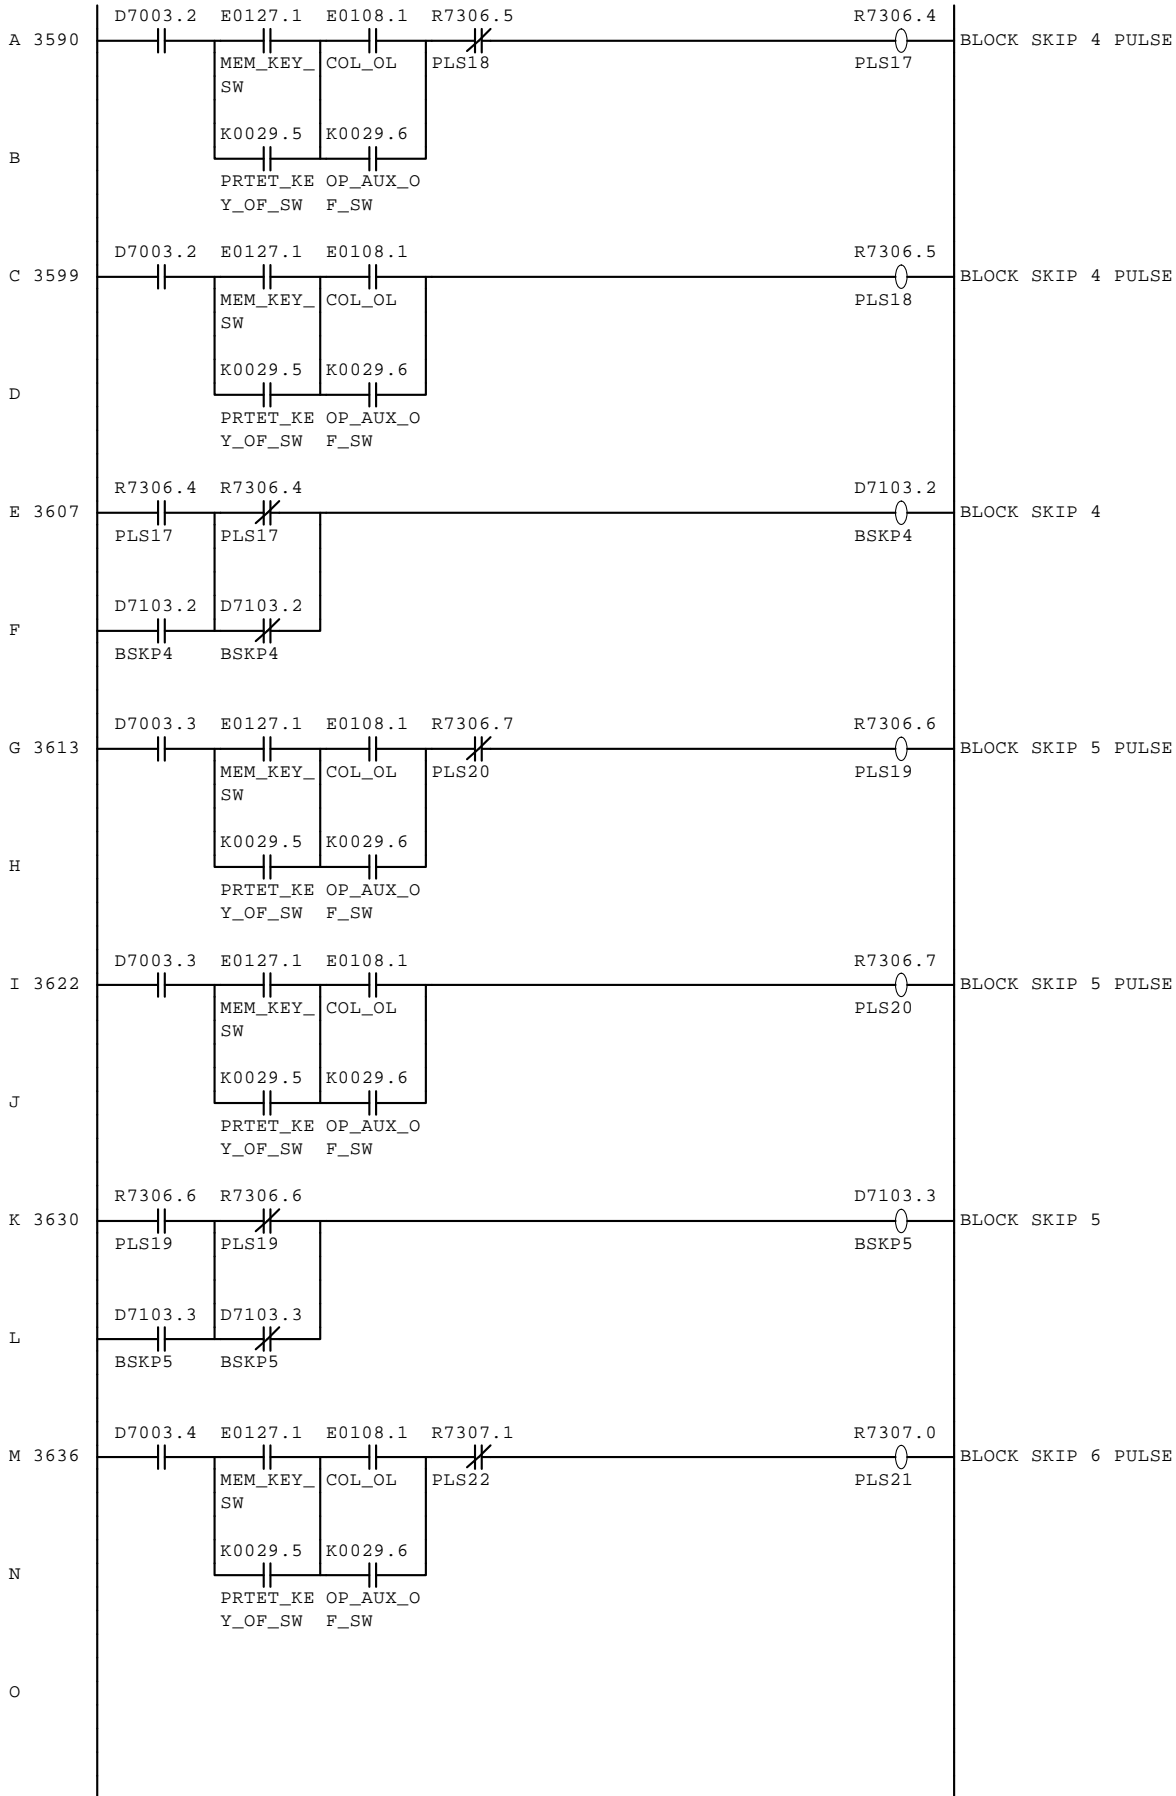 D7003.2 E0127.1 E0108.1 R7306.5 R7306.4
A 3590 BLOCK SKIP 4 PULSE
MEM_KEY_ COL_OL PLS18 PLS17
SW
K0029.5 K0029.6
B
PRTET_KE OP_AUX_O
Y_OF_SW F_SW
D7003.2 E0127.1 E0108.1 R7306.5
C 3599 BLOCK SKIP 4 PULSE
MEM_KEY_ COL_OL PLS18
SW
K0029.5 K0029.6
D
PRTET_KE OP_AUX_O
Y_OF_SW F_SW
R7306.4 R7306.4 D7103.2
E 3607 BLOCK SKIP 4
PLS17 PLS17 BSKP4
D7103.2 D7103.2
F
BSKP4 BSKP4
D7003.3 E0127.1 E0108.1 R7306.7 R7306.6
G 3613 BLOCK SKIP 5 PULSE
MEM_KEY_ COL_OL PLS20 PLS19
SW
K0029.5 K0029.6
H
PRTET_KE OP_AUX_O
Y_OF_SW F_SW
D7003.3 E0127.1 E0108.1 R7306.7
I 3622 BLOCK SKIP 5 PULSE
MEM_KEY_ COL_OL PLS20
SW
K0029.5 K0029.6
J
PRTET_KE OP_AUX_O
Y_OF_SW F_SW
R7306.6 R7306.6 D7103.3
K 3630 BLOCK SKIP 5
PLS19 PLS19 BSKP5
D7103.3 D7103.3
L
BSKP5 BSKP5
D7003.4 E0127.1 E0108.1 R7307.1 R7307.0
M 3636 BLOCK SKIP 6 PULSE
MEM_KEY_ COL_OL PLS22 PLS21
SW
K0029.5 K0029.6
N
PRTET_KE OP_AUX_O
Y_OF_SW F_SW
O